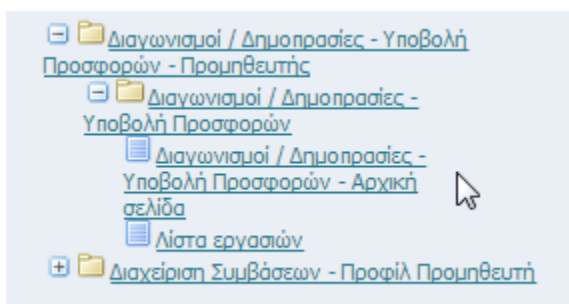 Διαγωνισμοί / Δημοπρασίες - Υποβολή
Προσφορών - Προμηθευτής
Διαγωνισμοί / Δημοπρασίες -
Υποβολή Προσφορών
Διαγωνισμοί / Δημοπρασίες -
Υποβολή Προσφορών - Αρχική
σελίδα
Λίστα εργασιών
Διαχείριση Συμβάσεων - Προφίλ Προμηθευτή